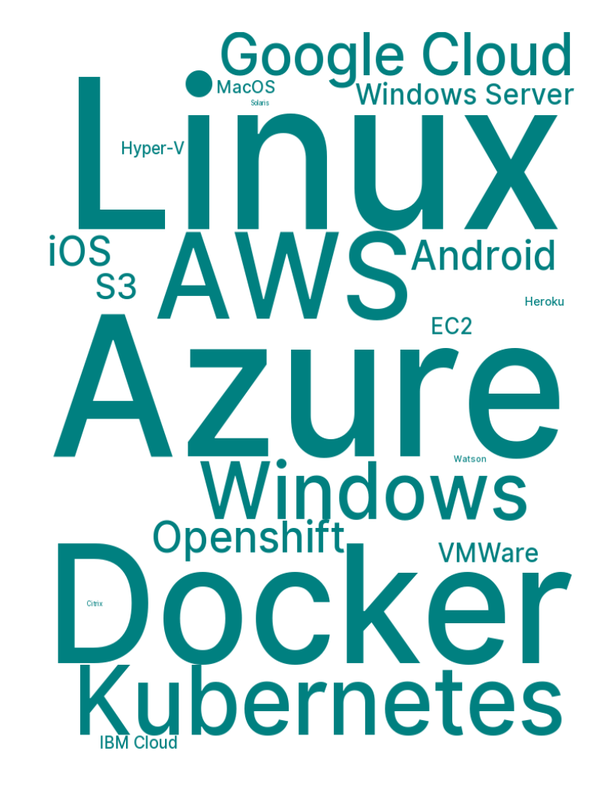 Google Cloud
MacOS
Windows Server
Solaris
Linux
Hyper-V
iOS
AWS
Android
S3
Heroku
EC2
Azure
Watson
Windows
Openshift
VMWare
Docker
Citrix
Kubernetes
IBM Cloud